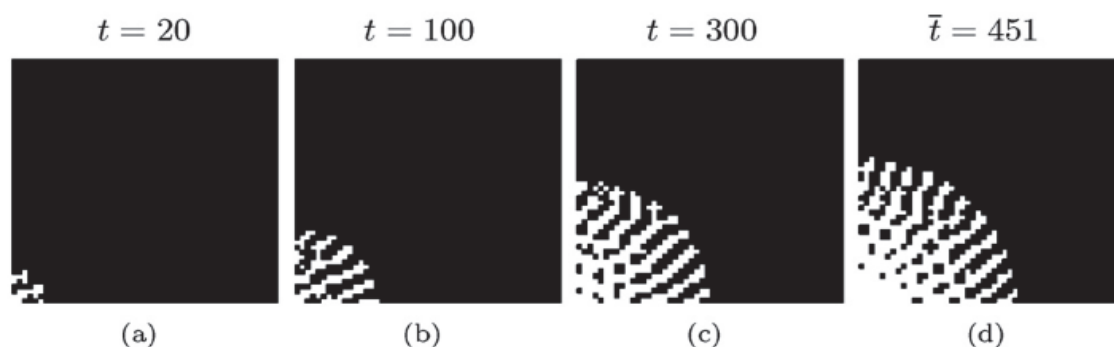 t = 20 t = 100 t = 300 t̅ = 451
(a) (b) (c) (d)